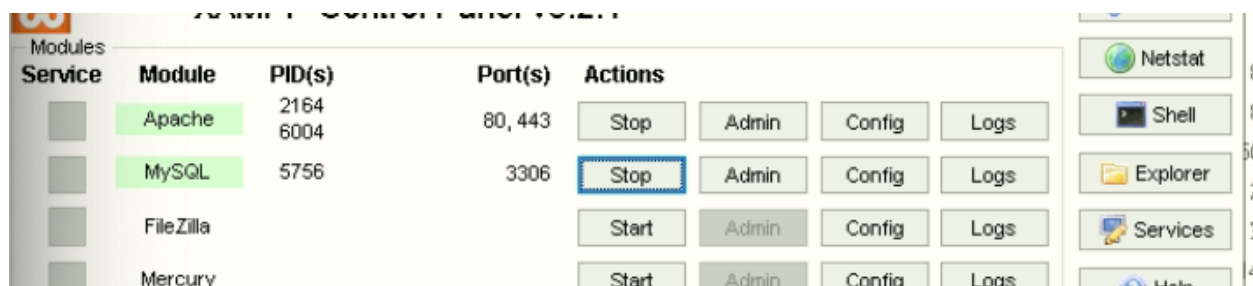 Modules
Service Module PID(s) Port(s) Actions
Netstat
Apache 2164 6004 80, 443 Stop Admin Config Logs
Shell
MySQL 5756 3306 Stop Admin Config Logs
Explorer
FileZilla Start Admin Config Logs
Services
Mercury Start Admin Config Logs
Help